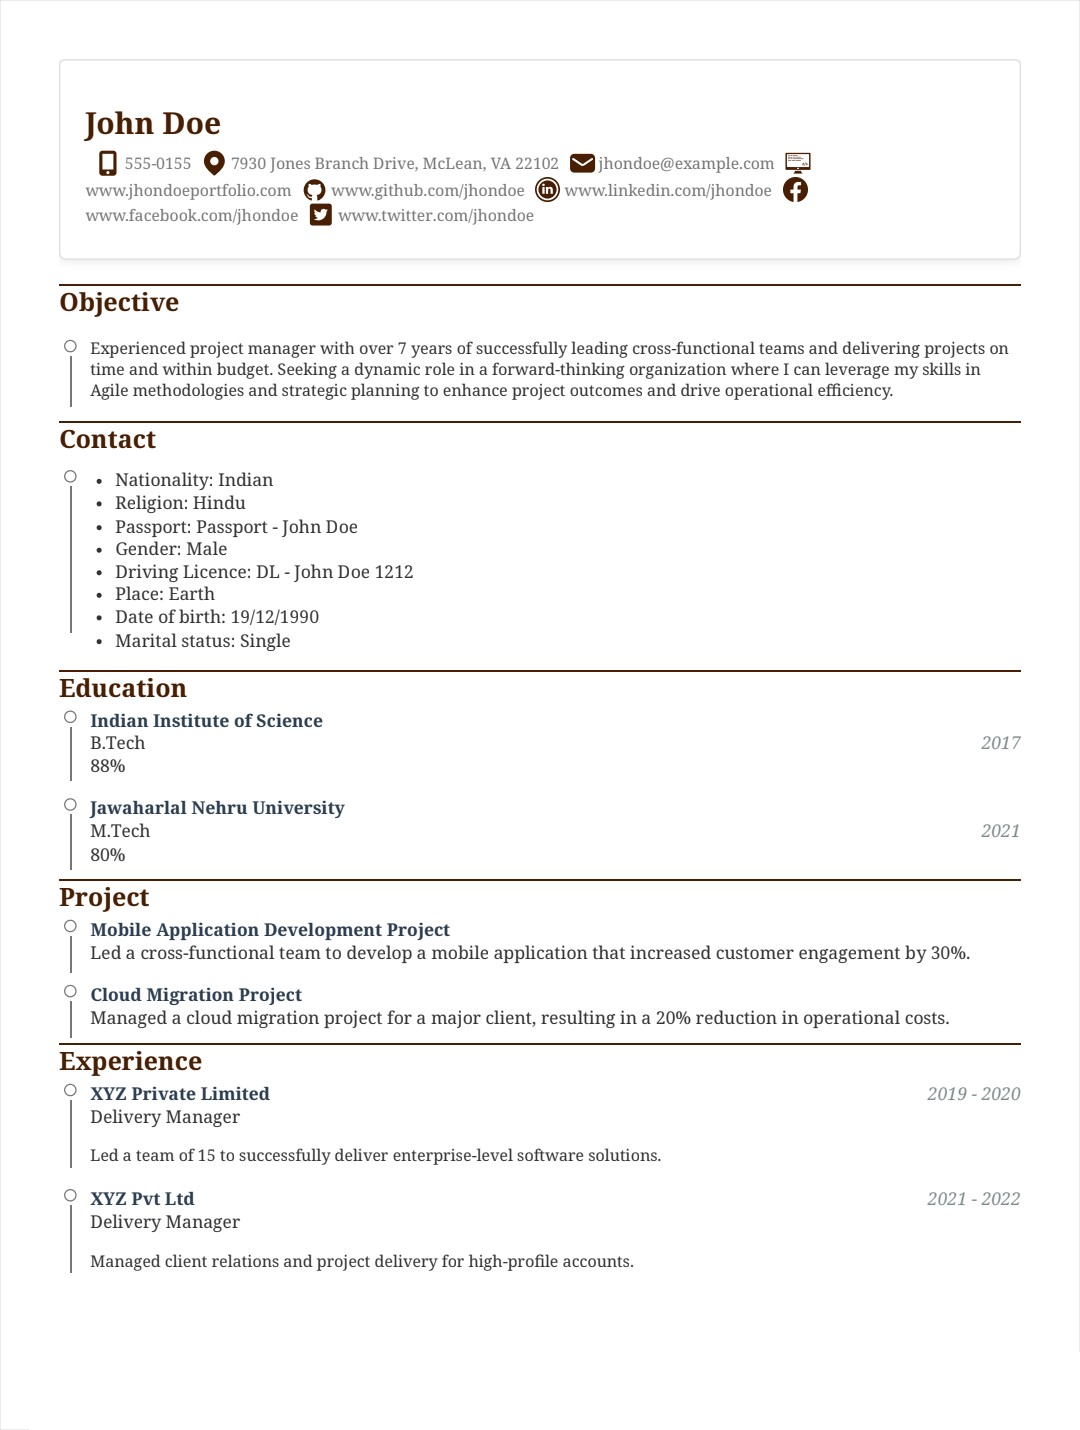 John Doe
555-0155 7930 Jones Branch Drive, McLean, VA 22102 jhondoe@example.com
www.jhondoeportfolio.com www.github.com/jhondoe www.linkedin.com/jhondoe
www.facebook.com/jhondoe www.twitter.com/jhondoe
Objective
Experienced project manager with over 7 years of successfully leading cross-functional teams and delivering projects on
time and within budget. Seeking a dynamic role in a forward-thinking organization where I can leverage my skills in
Agile methodologies and strategic planning to enhance project outcomes and drive operational efficiency.
Contact
• Nationality: Indian
• Religion: Hindu
• Passport: Passport - John Doe
• Gender: Male
• Driving Licence: DL - John Doe 1212
• Place: Earth
• Date of birth: 19/12/1990
• Marital status: Single
Education
Indian Institute of Science
B.Tech 2017
88%
Jawaharlal Nehru University
M.Tech 2021
80%
Project
Mobile Application Development Project
Led a cross-functional team to develop a mobile application that increased customer engagement by 30%.
Cloud Migration Project
Managed a cloud migration project for a major client, resulting in a 20% reduction in operational costs.
Experience
XYZ Private Limited 2019 - 2020
Delivery Manager
Led a team of 15 to successfully deliver enterprise-level software solutions.
XYZ Pvt Ltd 2021 - 2022
Delivery Manager
Managed client relations and project delivery for high-profile accounts.